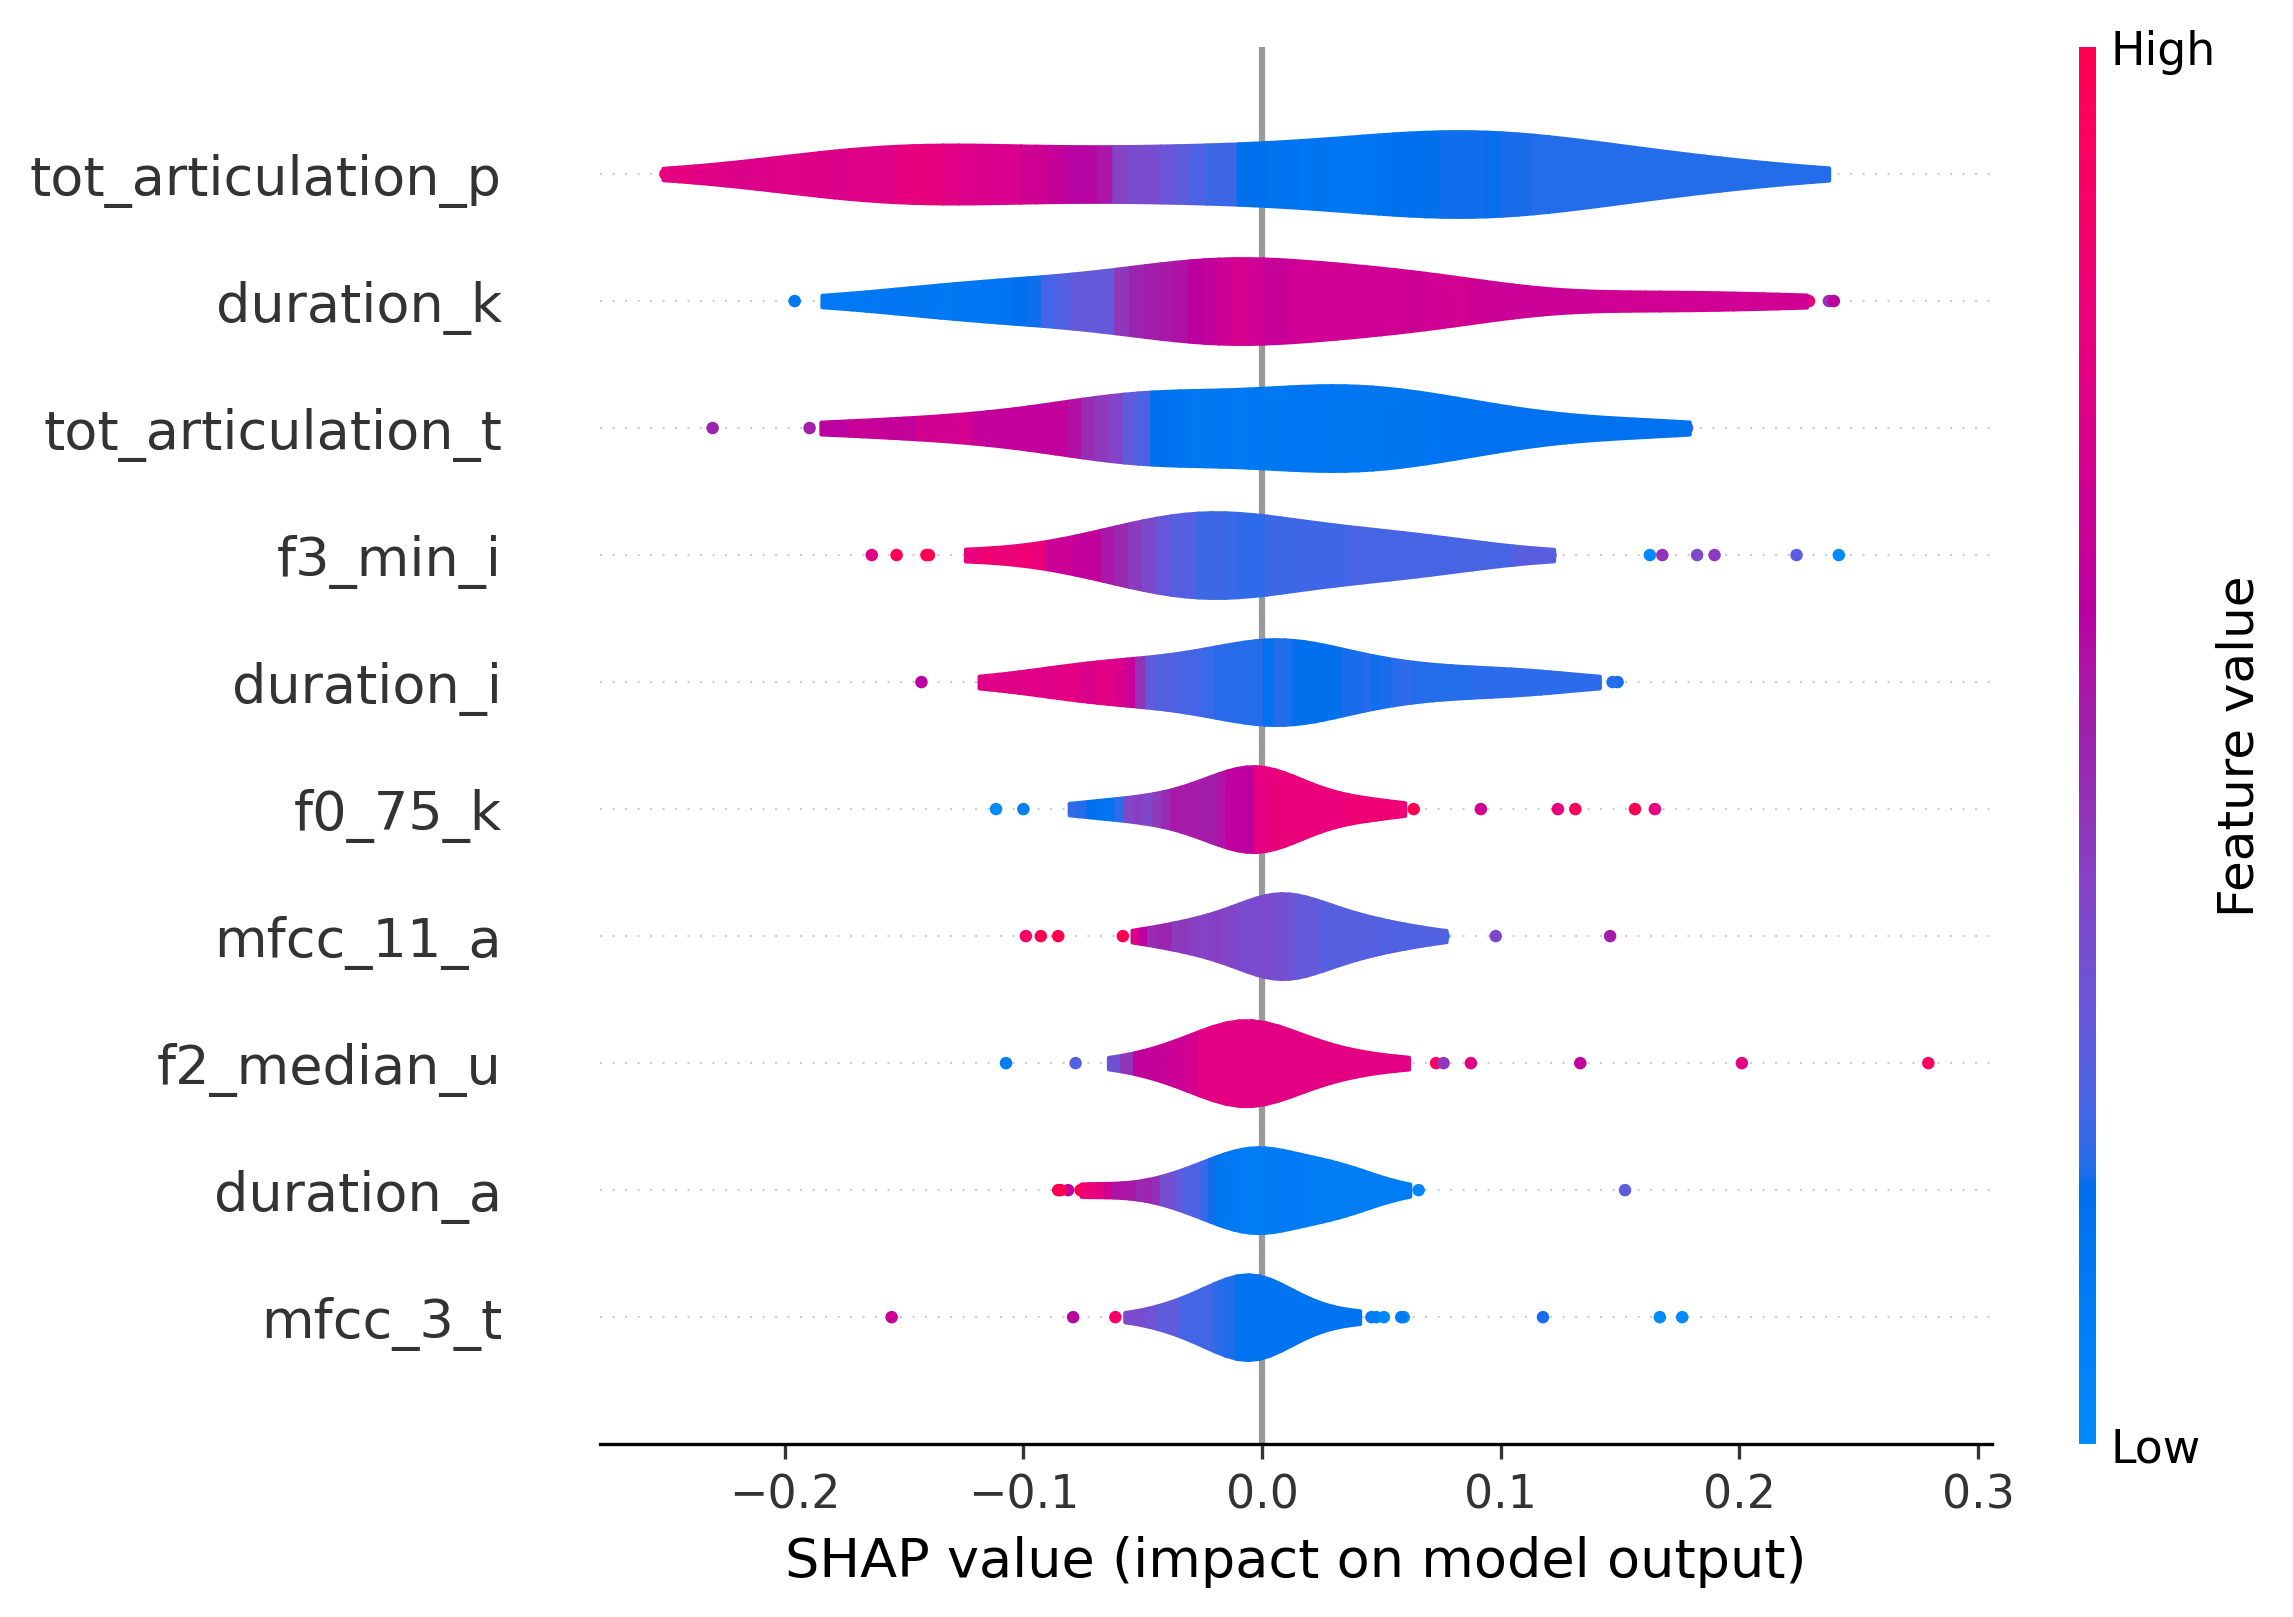 High
tot_articulation_p
duration_k
tot_articulation_t
f3_min_i
duration_i
f0_75_k
mfcc_11_a
f2_median_u
duration_a
mfcc_3_t
Feature value
Low
−0.2 −0.1 0.0 0.1 0.2 0.3
SHAP value (impact on model output)